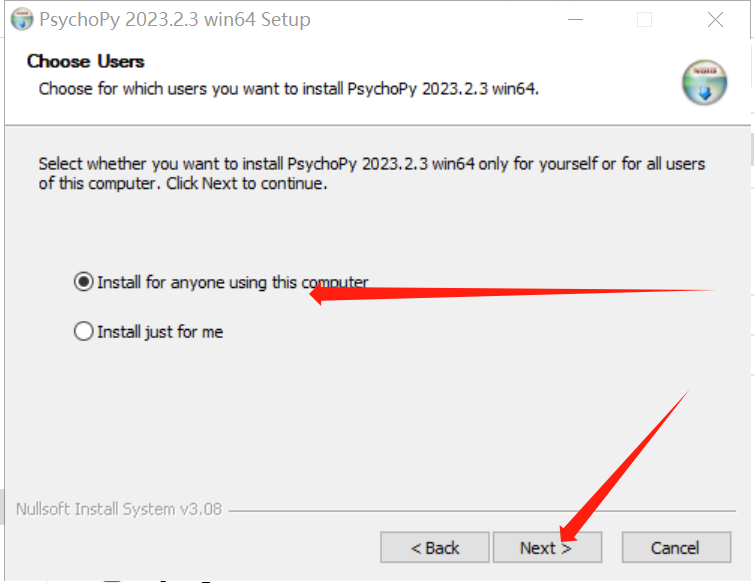 PsychoPy 2023.2.3 win64 Setup
Choose Users
Choose for which users you want to install PsychoPy 2023.2.3 win64.
Select whether you want to install PsychoPy 2023.2.3 win64 only for yourself or for all users
of this computer. Click Next to continue.
Install for anyone using this computer
Install just for me
Nullsoft Install System v3.08
< Back
Next >
Cancel